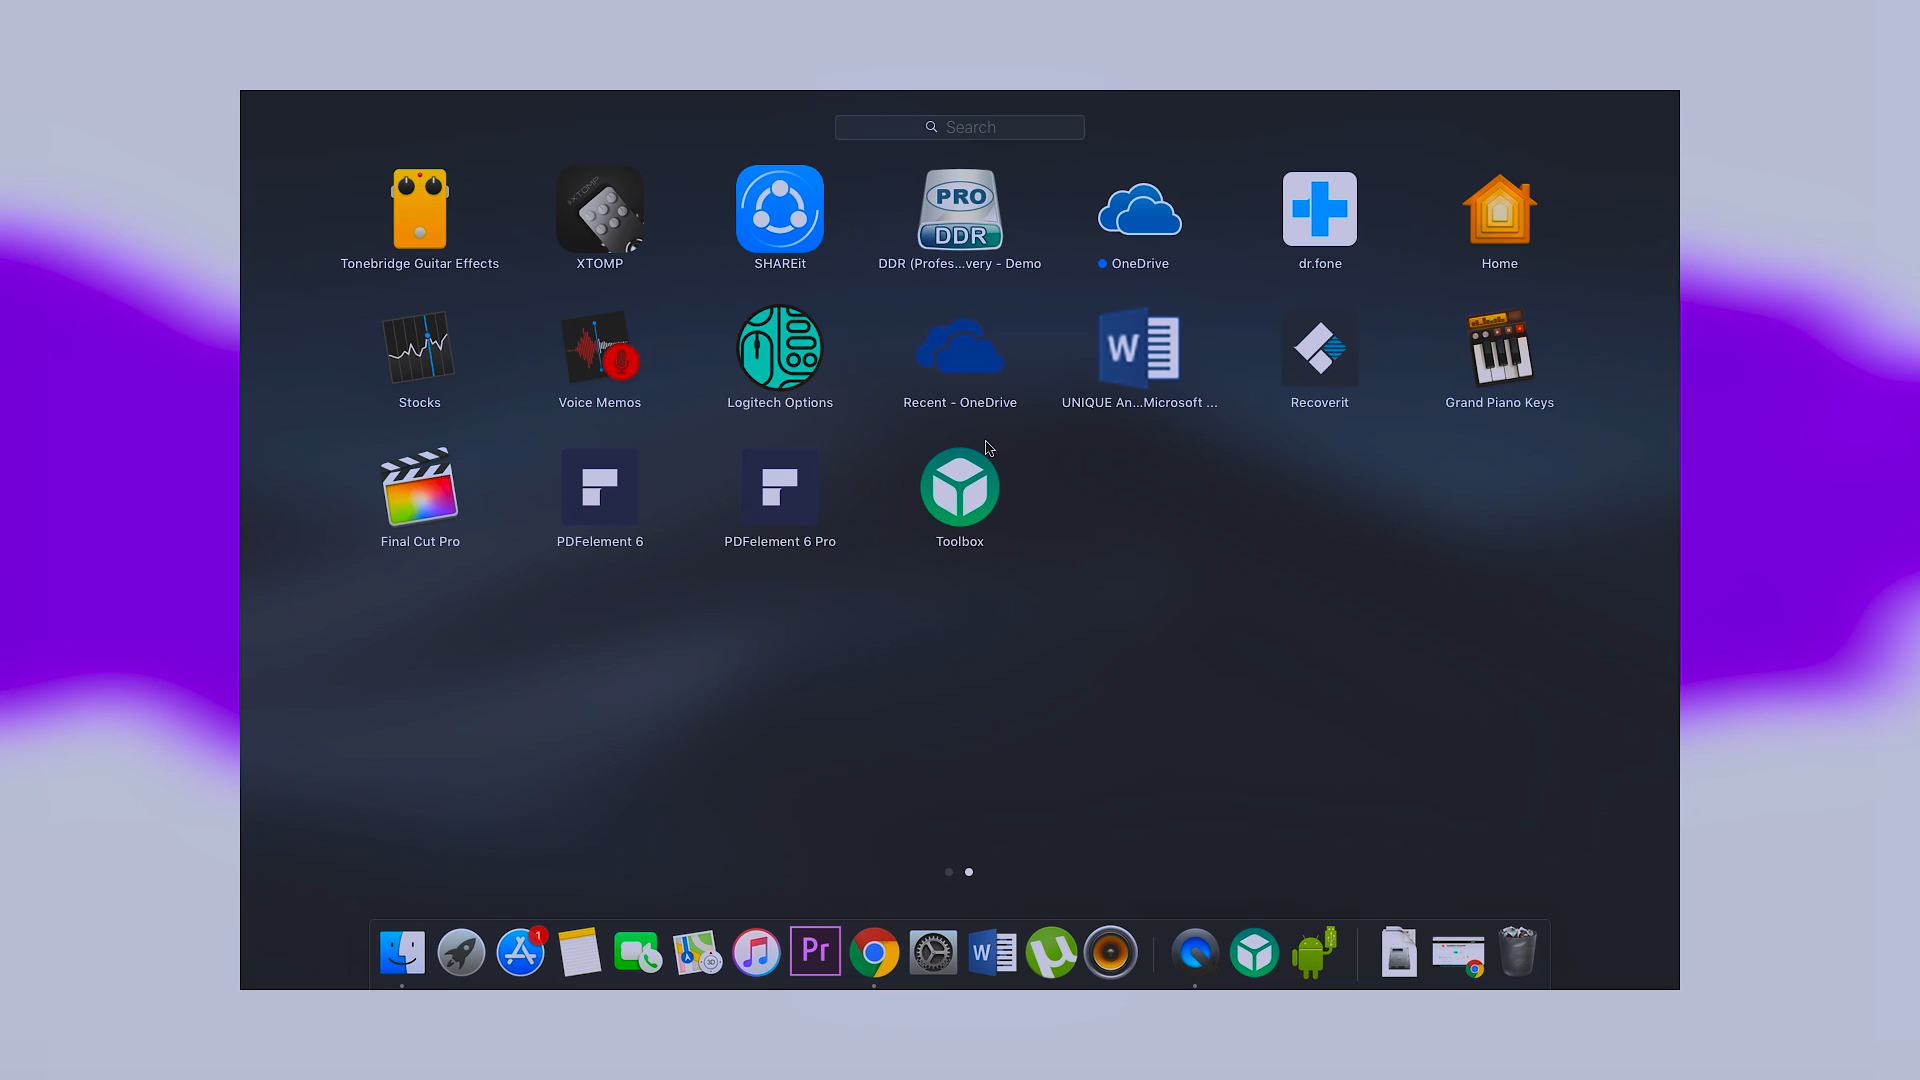 Search
XTOMP
PRO
DDR
Tonebridge Guitar Effects
XTOMP
SHAREit
DDR (Profes...very - Demo
OneDrive
dr.fone
Home
W
Stocks
Voice Memos
Logitech Options
Recent - OneDrive
UNIQUE An...Microsoft ...
Recoverit
Grand Piano Keys
Final Cut Pro
PDFelement 6
PDFelement 6 Pro
Toolbox
1
3D
Pr
W